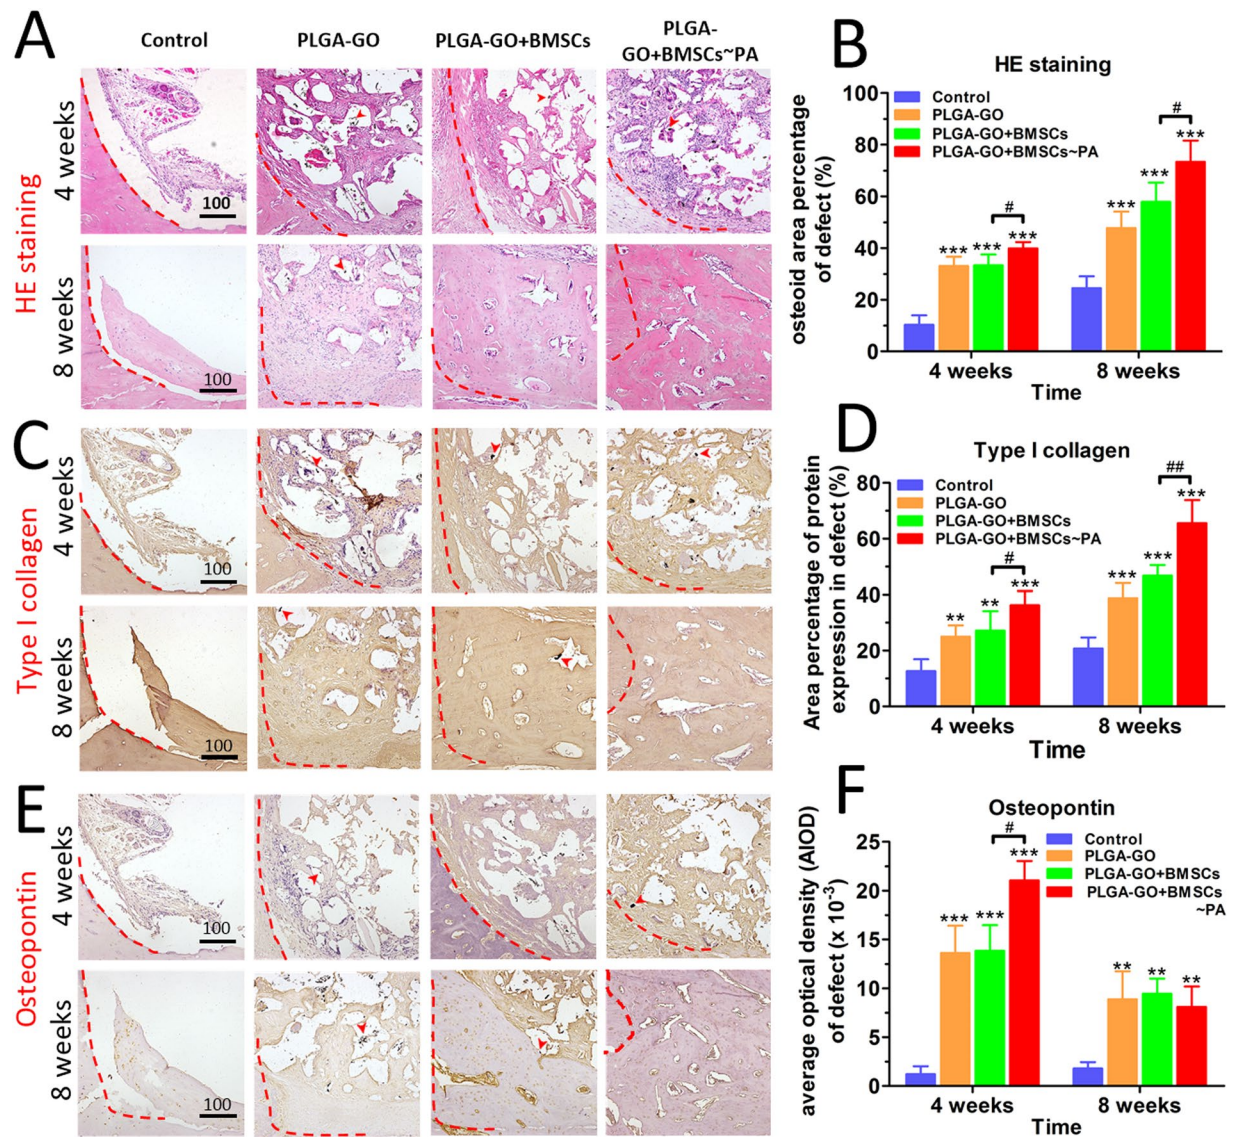 A
Control
PLGA-GO
PLGA-GO+BMSCs
PLGA-
GO+BMSCs~PA
HE staining
4 weeks
100
8 weeks
100
B
HE staining
Control
PLGA-GO
PLGA-GO+BMSCs
PLGA-GO+BMSCs~PA
osteoid area percentage
of defect (%)
100
80
60
40
20
0
***
***
***
#
***
***
***
#
4 weeks
8 weeks
Time
C
Type I collagen
4 weeks
100
8 weeks
100
D
Type I collagen
Control
PLGA-GO
PLGA-GO+BMSCs
PLGA-GO+BMSCs~PA
Area percentage of protein
expression in defect (%)
80
60
40
20
0
**
**
***
#
***
***
***
##
4 weeks
8 weeks
Time
E
Osteopontin
4 weeks
100
8 weeks
100
F
Osteopontin
Control
PLGA-GO
PLGA-GO+BMSCs
PLGA-GO+BMSCs
~PA
average optical density (AIOD)
of defect (x 10⁻³)
25
20
15
10
5
0
***
***
***
#
**
**
**
4 weeks
8 weeks
Time